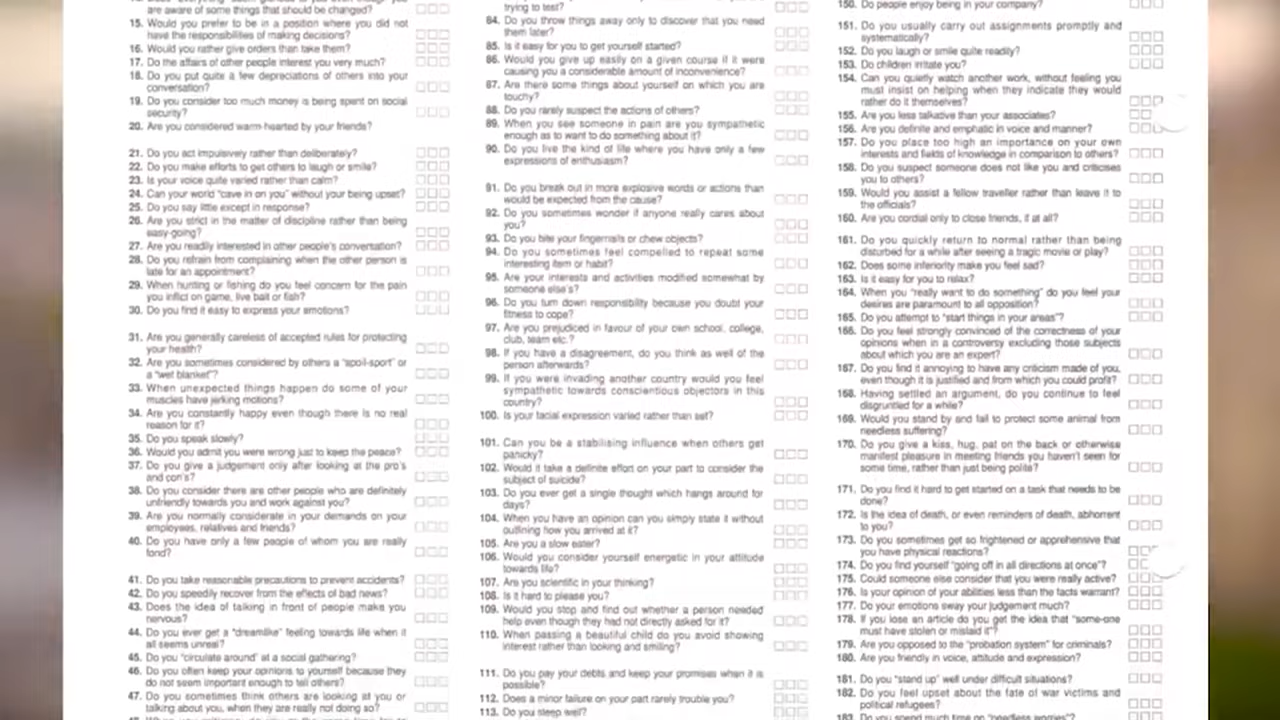 are aware of some things that should be changed?
15. Would you prefer to be in a position where you did not
have the responsibilities of making decisions?
16. Would you rather give orders than take them?
17. Do the affairs of other people interest you very much?
18. Do you put quite a few depreciations of others into your
conversation?
19. Do you consider too much money is being spent on social
security?
20. Are you considered warm-hearted by your friends?
21. Do you act impulsively rather than deliberately?
22. Do you make efforts to get others to laugh or smile?
23. Is your voice quite varied rather than calm?
24. Can your world "cave in on you" without your being upset?
25. Do you say little except in response?
26. Are you strict in the matter of discipline rather than being
easy-going?
27. Are you readily interested in other people's conversation?
28. Do you refrain from complaining when the other person is
late for an appointment?
29. When hunting or fishing do you feel concern for the pain
you inflict on game, live bait or fish?
30. Do you find it easy to express your emotions?
31. Are you generally careless of accepted rules for protecting
your health?
32. Are you sometimes considered by others a "spoil-sport" or
a "wet blanket"?
33. When unexpected things happen do some of your
muscles have jerking motions?
34. Are you constantly happy even though there is no real
reason for it?
35. Do you speak slowly?
36. Would you admit you were wrong just to keep the peace?
37. Do you give a judgement only after looking at the pro's
and con's?
38. Do you consider there are other people who are definitely
unfriendly towards you and work against you?
39. Are you normally considerate in your demands on your
employees, relatives and friends?
40. Do you have only a few people of whom you are really
fond?
41. Do you take reasonable precautions to prevent accidents?
42. Do you speedily recover from the effects of bad news?
43. Does the idea of talking in front of people make you
nervous?
44. Do you ever get a "dreamlike" feeling towards life when it
all seems unreal?
45. Do you "circulate around" at a social gathering?
46. Do you often keep your opinions to yourself because they
do not seem important enough to tell others?
47. Do you sometimes think others are looking at you or
talking about you, when they are really not doing so?
trying to test?
84. Do you throw things away only to discover that you need
them later?
85. Is it easy for you to get yourself started?
86. Would you give up easily on a given course if it were
causing you a considerable amount of inconvenience?
87. Are there some things about yourself on which you are
touchy?
88. Do you rarely suspect the actions of others?
89. When you see someone in pain are you sympathetic
enough as to want to do something about it?
90. Do you live the kind of life where you have only a few
expressions of enthusiasm?
91. Do you break out in more explosive words or actions than
would be expected from the cause?
92. Do you sometimes wonder if anyone really cares about
you?
93. Do you bite your fingernails or chew objects?
94. Do you sometimes feel compelled to repeat some
interesting item or habit?
95. Are your interests and activities modified somewhat by
someone else's?
96. Do you turn down responsibility because you doubt your
fitness to cope?
97. Are you prejudiced in favour of your own school, college,
club, team etc.?
98. If you have a disagreement, do you think as well of the
person afterwards?
99. If you were invading another country would you feel
sympathetic towards conscientious objectors in this
country?
100. Is your facial expression varied rather than set?
101. Can you be a stabilising influence when others get
panicky?
102. Would it take a definite effort on your part to consider the
subject of suicide?
103. Do you ever get a single thought which hangs around for
days?
104. When you have an opinion can you simply state it without
outlining how you arrived at it?
105. Are you a slow eater?
106. Would you consider yourself energetic in your attitude
towards life?
107. Are you scientific in your thinking?
108. Is it hard to please you?
109. Would you stop and find out whether a person needed
help even though they had not directly asked for it?
110. When passing a beautiful child do you avoid showing
interest rather than looking and smiling?
111. Do you pay your debts and keep your promises when it is
possible?
112. Does a minor failure on your part rarely trouble you?
113. Do you sleep well?
150. Do people enjoy being in your company?
151. Do you usually carry out assignments promptly and
systematically?
152. Do you laugh or smile quite readily?
153. Do children irritate you?
154. Can you quietly watch another work, without feeling you
must insist on helping when they indicate they would
rather do it themselves?
155. Are you less talkative than your associates?
156. Are you definite and emphatic in voice and manner?
157. Do you place too high an importance on your own
interests and fields of knowledge in comparison to others?
158. Do you suspect someone does not like you and criticises
you to others?
159. Would you assist a fellow traveller rather than leave it to
the officials?
160. Are you cordial only to close friends, if at all?
161. Do you quickly return to normal rather than being
disturbed for a while after seeing a tragic movie or play?
162. Does some inferiority make you feel sad?
163. Is it easy for you to relax?
164. When you "really want to do something" do you feel your
desires are paramount to all opposition?
165. Do you attempt to "start things in your areas"?
166. Do you feel strongly convinced of the correctness of your
opinions when in a controversy excluding those subjects
about which you are an expert?
167. Do you find it annoying to have any criticism made of you,
even though it is justified and from which you could profit?
168. Having settled an argument, do you continue to feel
disgruntled for a while?
169. Would you stand by and fail to protect some animal from
needless suffering?
170. Do you give a kiss, hug, pat on the back or otherwise
manifest pleasure in meeting friends you haven't seen for
some time, rather than just being polite?
171. Do you find it hard to get started on a task that needs to be
done?
172. Is the idea of death, or even reminders of death, abhorrent
to you?
173. Do you sometimes get so frightened or apprehensive that
you have physical reactions?
174. Do you find yourself "going off in all directions at once"?
175. Could someone else consider that you were really active?
176. Is your opinion of your abilities less than the facts warrant?
177. Do your emotions sway your judgement much?
178. If you lose an article do you get the idea that "some-one
must have stolen or mislaid it"?
179. Are you opposed to the "probation system" for criminals?
180. Are you friendly in voice, attitude and expression?
181. Do you "stand up" well under difficult situations?
182. Do you feel upset about the fate of war victims and
political refugees?
183. Do you spend much time on "needless worries"?